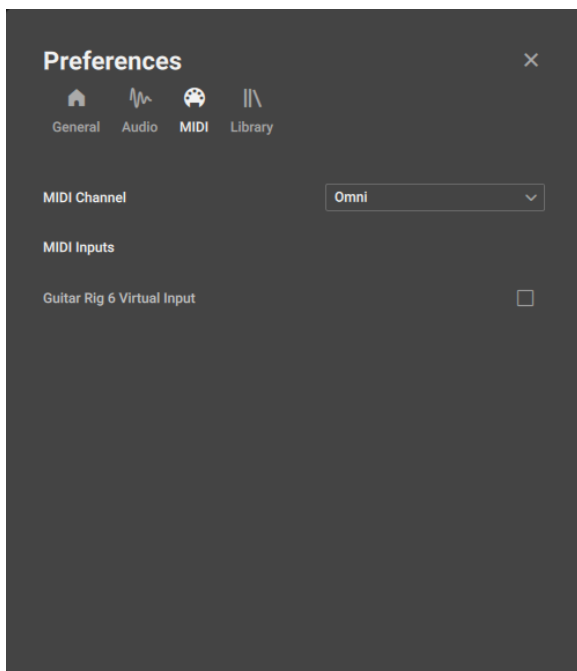 Preferences
General Audio MIDI Library
MIDI Channel Omni
MIDI Inputs
Guitar Rig 6 Virtual Input